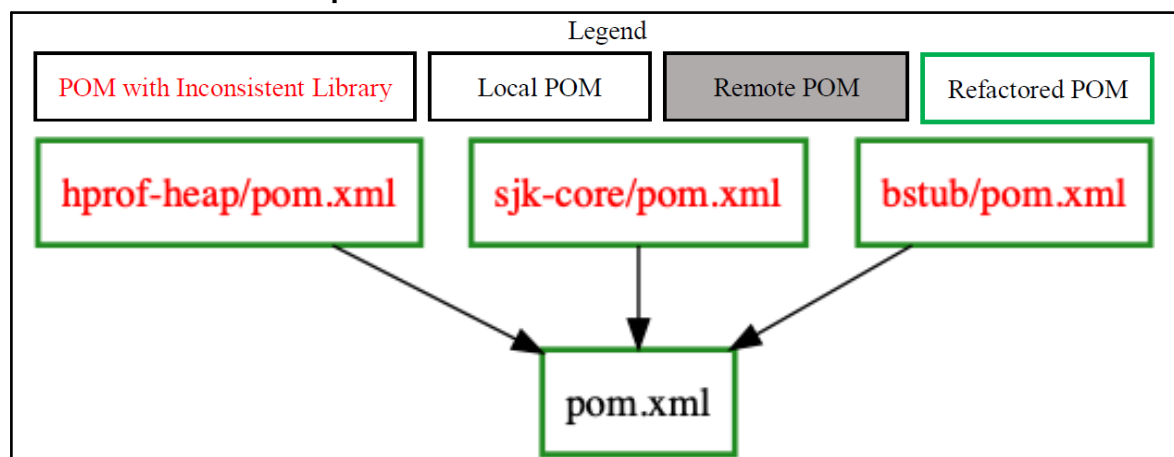 Legend
POM with Inconsistent Library
Local POM
Remote POM
Refactored POM
hprof-heap/pom.xml
sjk-core/pom.xml
bstub/pom.xml
pom.xml